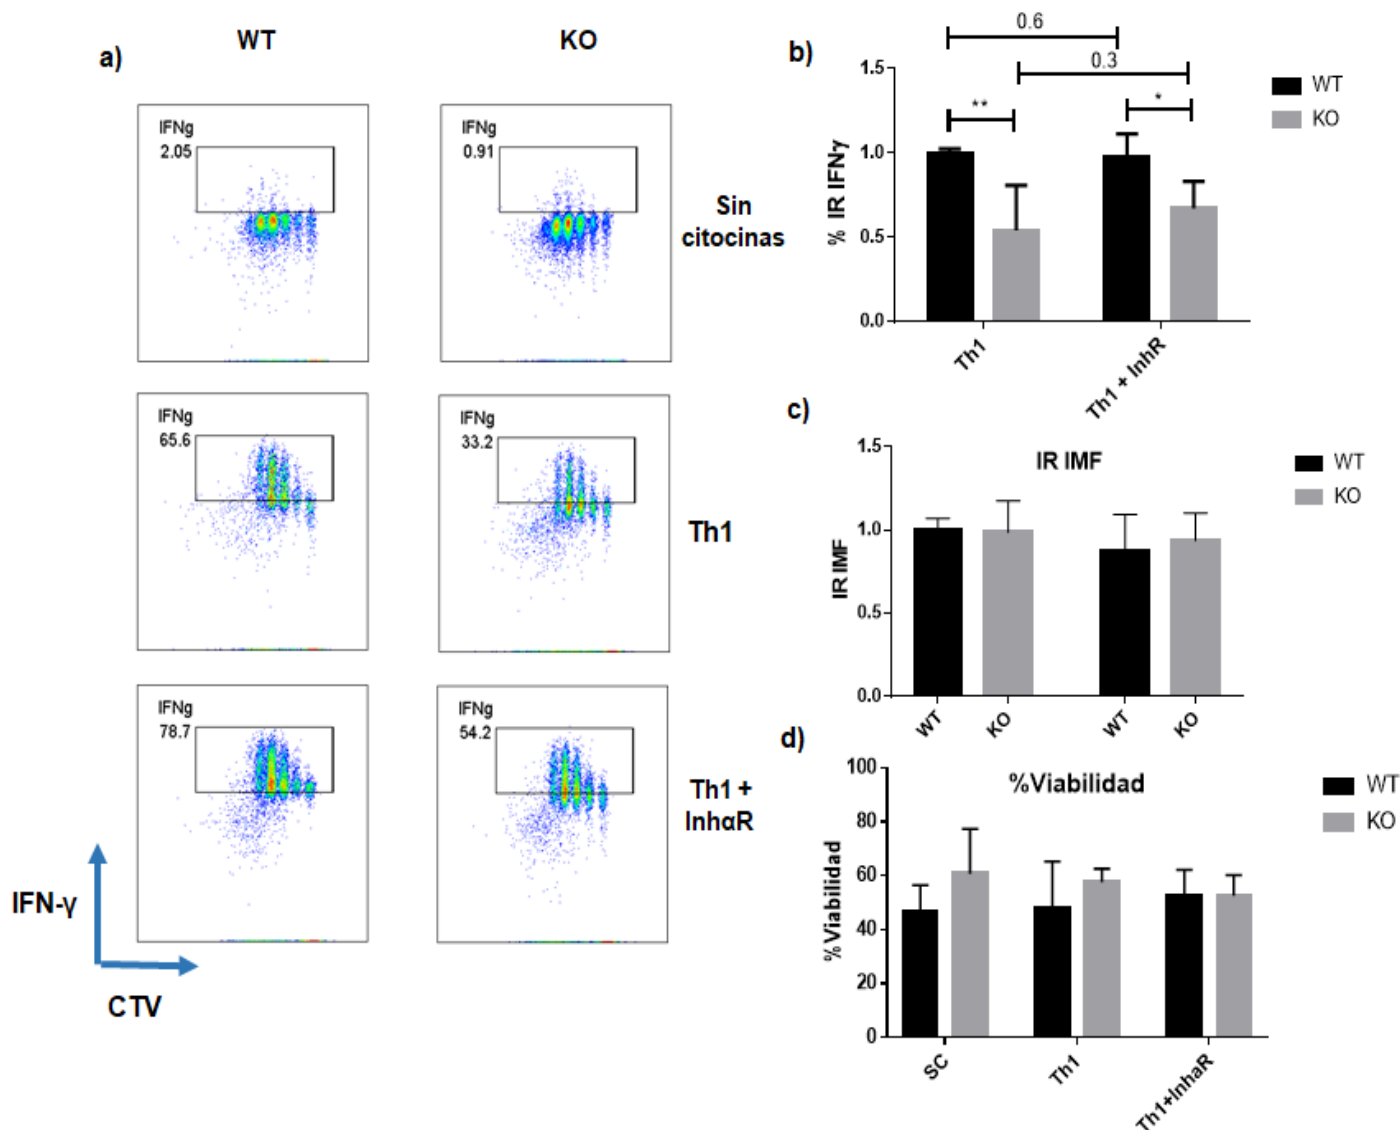 a)
WT
KO
IFNg
2.05
IFNg
0.91
Sin
citocinas
IFNg
65.6
IFNg
33.2
Th1
IFNg
78.7
IFNg
54.2
Th1 +
InhαR
IFN-γ
CTV
b)
0.6
0.3
**
*
WT
KO
% IR IFNγ
1.5
1.0
0.5
0.0
Th1
Th1 + InhR
c)
IR IMF
WT
KO
IR IMF
1.5
1.0
0.5
0.0
WT
KO
WT
KO
d)
%Viabilidad
WT
KO
%Viabilidad
100
80
60
40
20
0
SC
Th1
Th1+InhaR